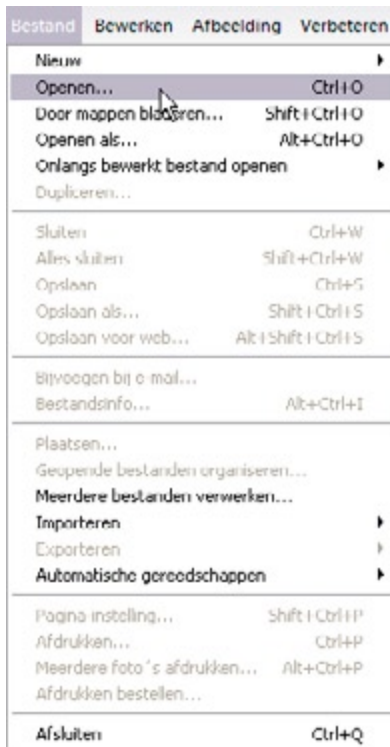 Bestand Bewerken Afbeelding Verbeteren
Nieuw
Openen... Ctrl+O
Door mappen bladeren... Shift+Ctrl+O
Openen als... Alt+Ctrl+O
Onlangs bewerkt bestand openen
Dupliceren...
Sluiten Ctrl+W
Alles sluiten Shift+Ctrl+W
Opslaan Ctrl+S
Opslaan als... Shift+Ctrl+S
Opslaan voor web... Alt+Shift+Ctrl+S
Bijvoegen bij e-mail...
Bestandsinfo... Alt+Ctrl+I
Plaatsen...
Geopende bestanden organiseren...
Meerdere bestanden verwerken...
Importeren
Exporteren
Automatische gereedschappen
Pagina-instelling... Shift+Ctrl+P
Afdrukken... Ctrl+P
Meerdere foto´s afdrukken... Alt+Ctrl+P
Afdrukken bestellen...
Afsluiten Ctrl+Q